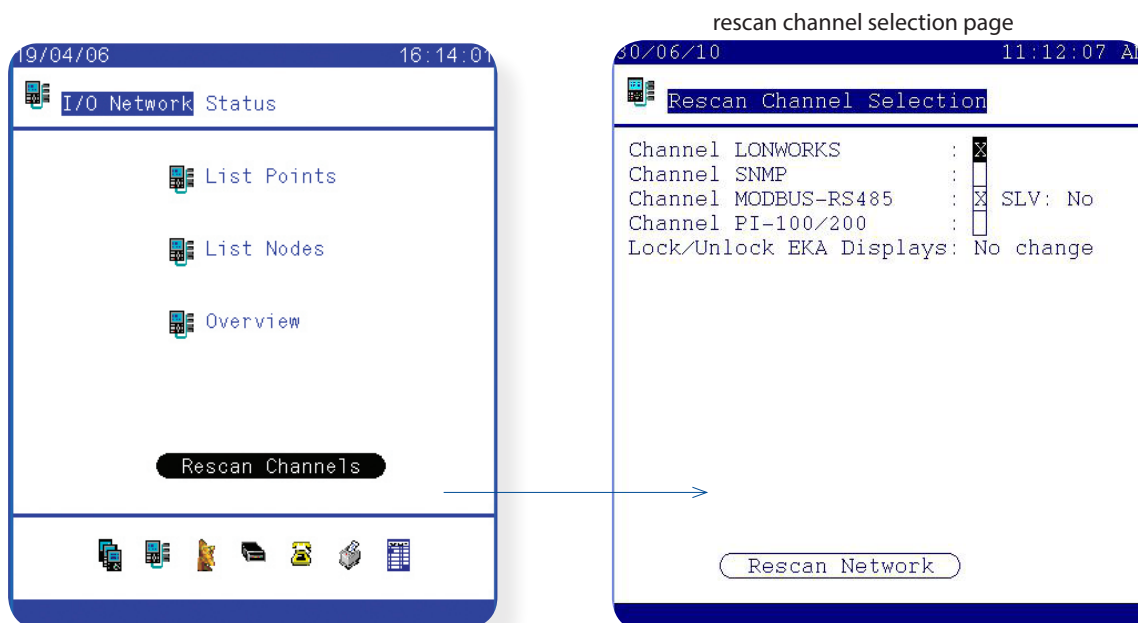 rescan channel selection page
19/04/06 16:14:01
I/O Network Status
List Points
List Nodes
Overview
Rescan Channels
30/06/10 11:12:07 AM
Rescan Channel Selection
Channel LONWORKS : X
Channel SNMP :
Channel MODBUS-RS485 : X SLV: No
Channel PI-100/200 :
Lock/Unlock EKA Displays: No change
Rescan Network